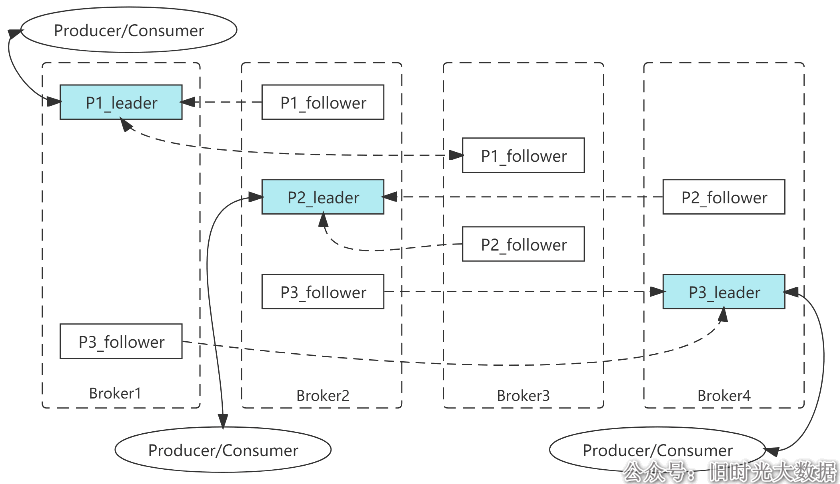 Producer/Consumer
P1_leader
P1_follower
P1_follower
P2_leader
P2_follower
P2_follower
P3_follower
P3_leader
P3_follower
Broker1
Broker2
Broker3
Broker4
Producer/Consumer
Producer/Consumer
公众号：旧时光大数据